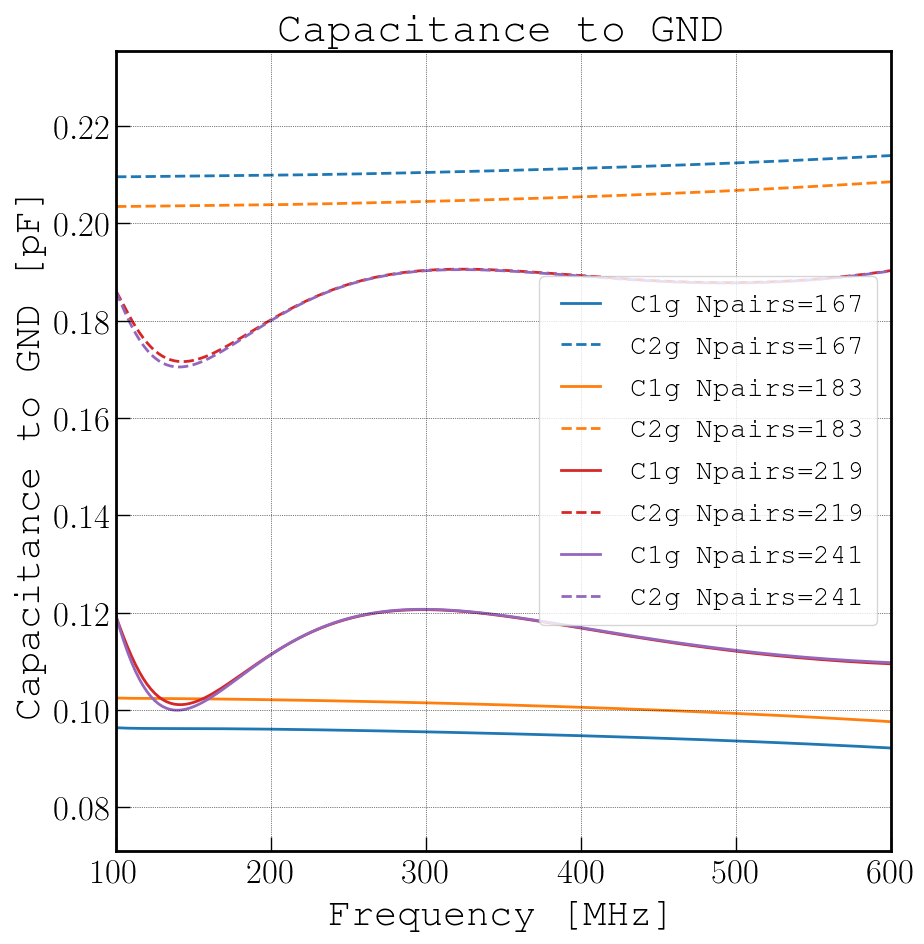 Capacitance to GND
Capacitance to GND [pF]
0.22
0.20
0.18
0.16
0.14
0.12
0.10
0.08
C1g Npairs=167
C2g Npairs=167
C1g Npairs=183
C2g Npairs=183
C1g Npairs=219
C2g Npairs=219
C1g Npairs=241
C2g Npairs=241
100 200 300 400 500 600
Frequency [MHz]